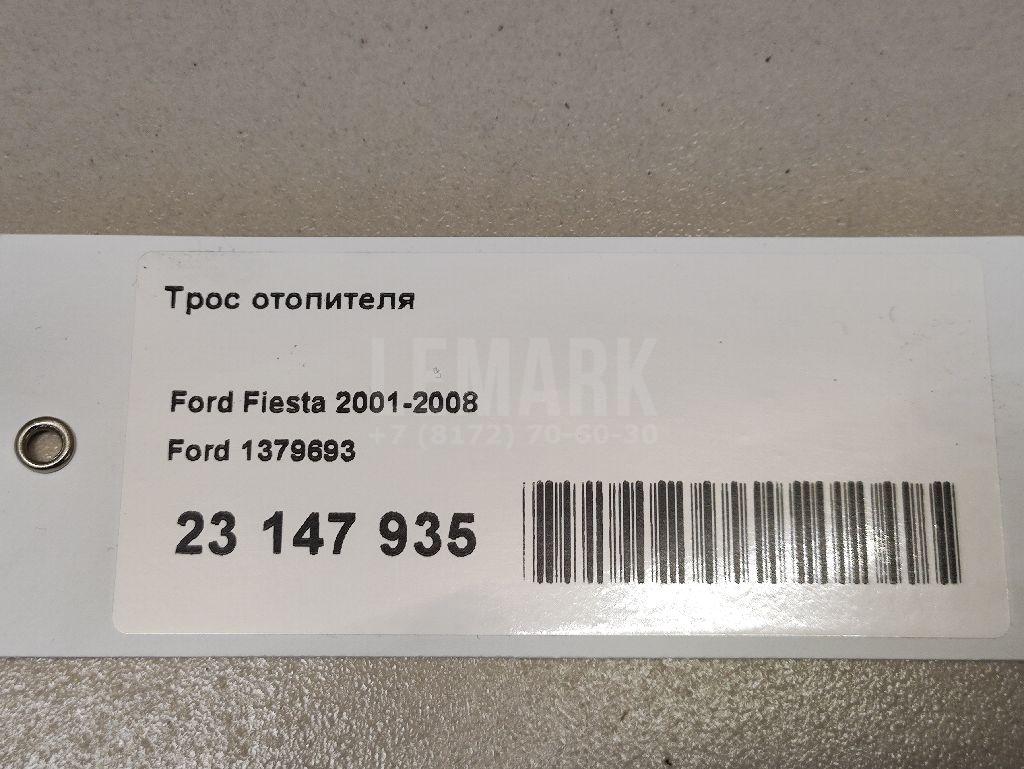 Трос отопителя
LEMARK
Ford Fiesta 2001-2008
+7 (8172) 70-60-30
Ford 1379693
23 147 935